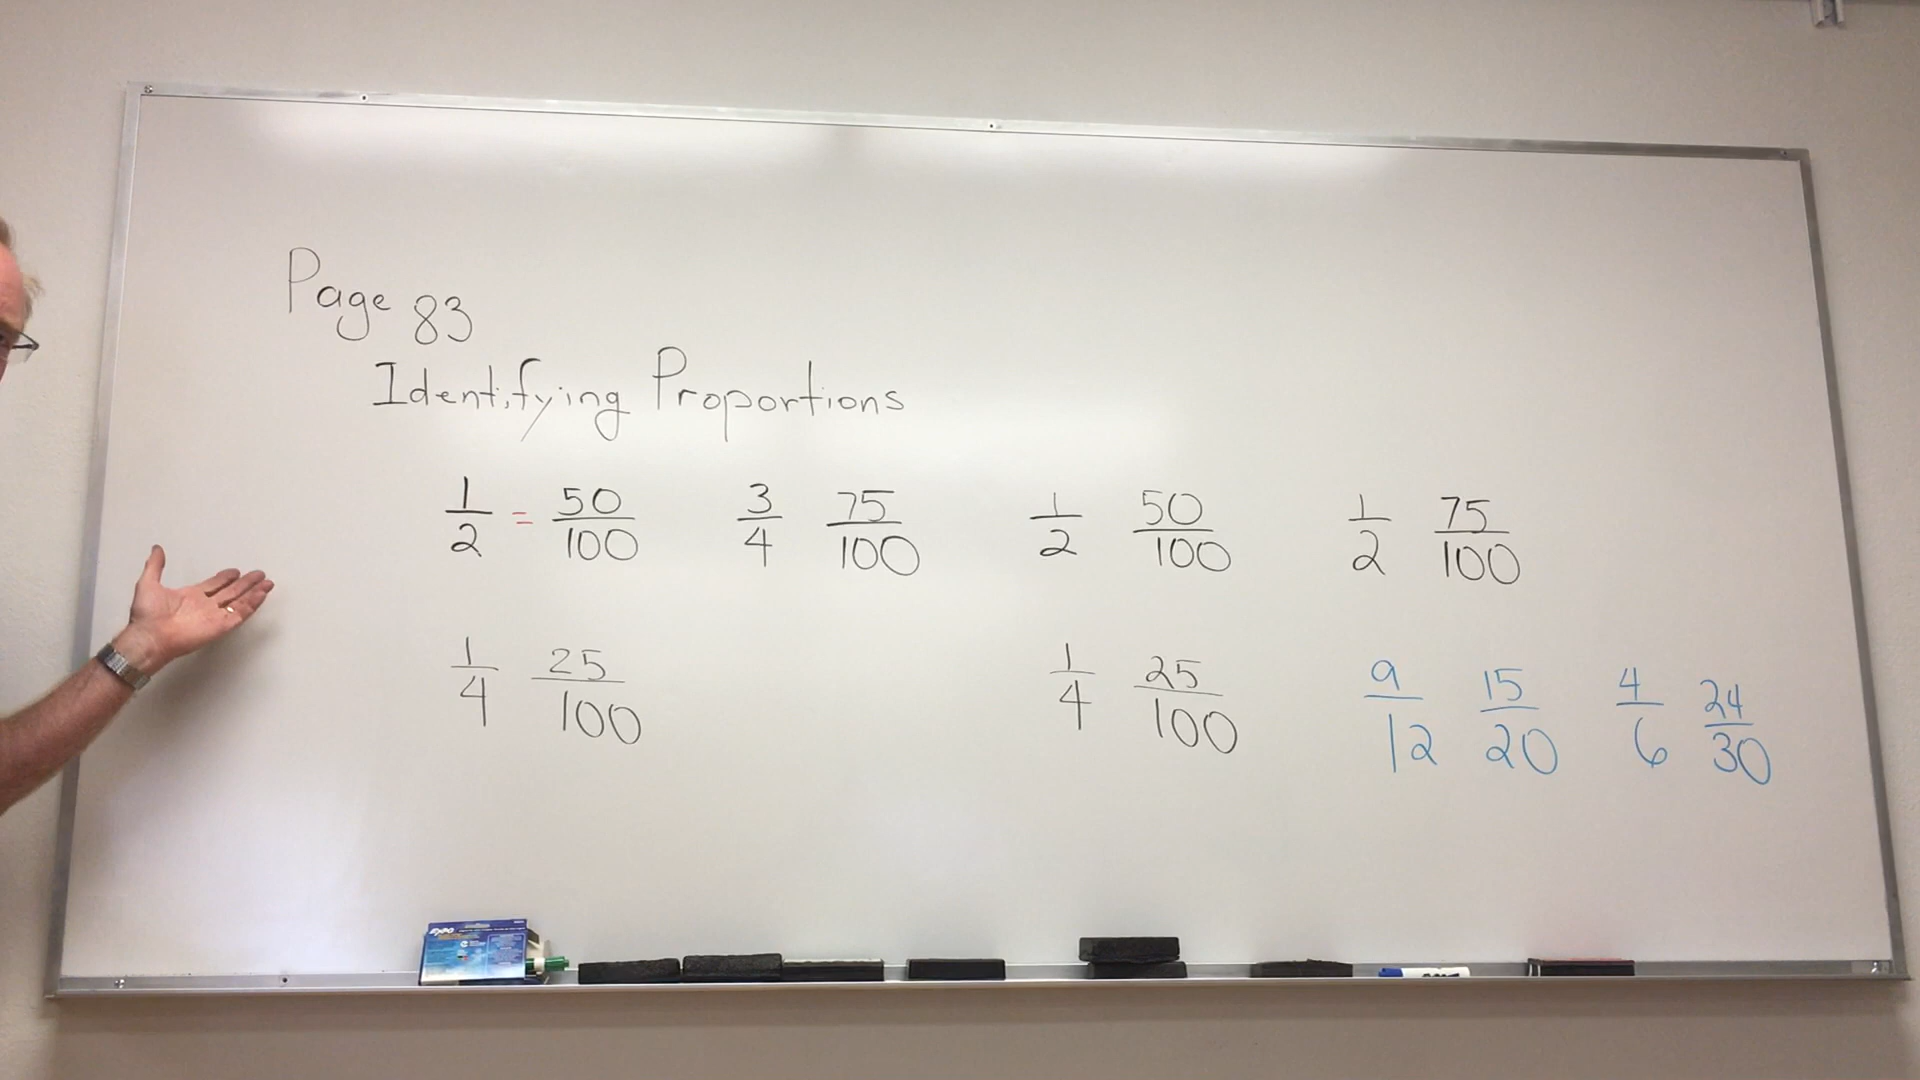 Page 83
Identifying Proportions
1/2 = 50/100 3/4 75/100 1/2 50/100 1/2 75/100
1/4 25/100 1/4 25/100 9/12 15/20 4/6 24/30
EXPO